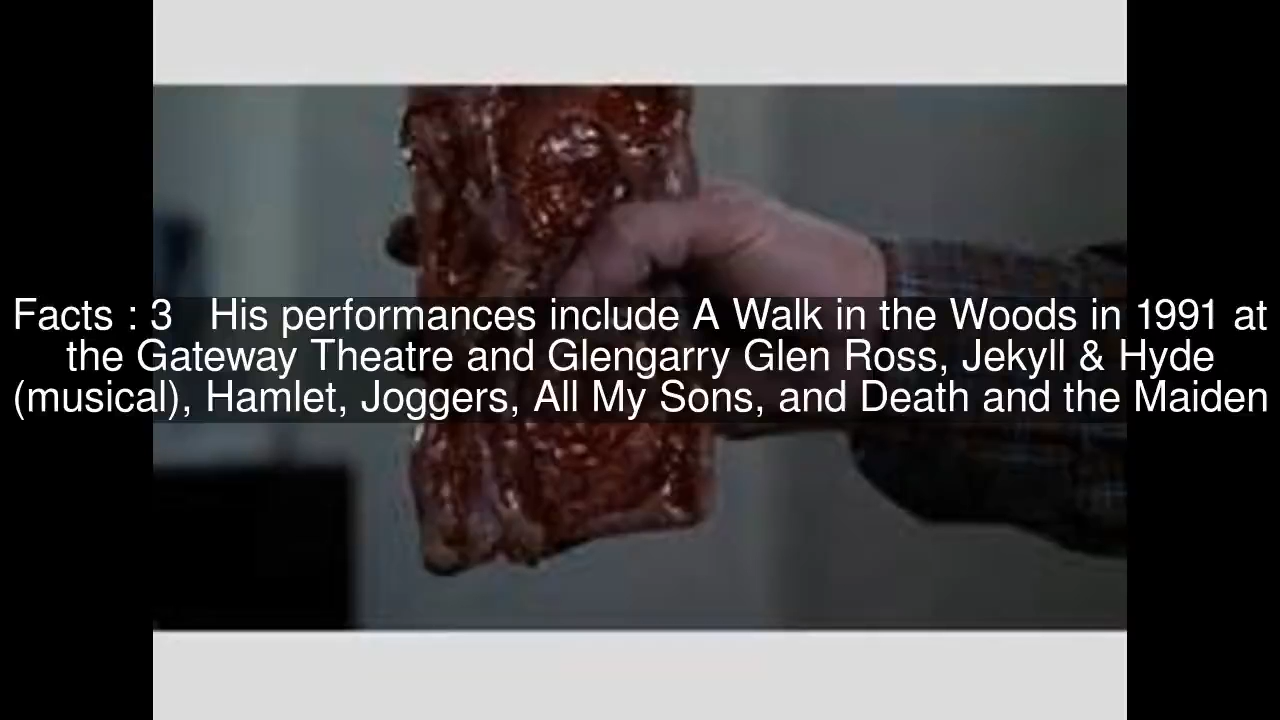 Facts : 3 His performances include A Walk in the Woods in 1991 at
the Gateway Theatre and Glengarry Glen Ross, Jekyll & Hyde
(musical), Hamlet, Joggers, All My Sons, and Death and the Maiden